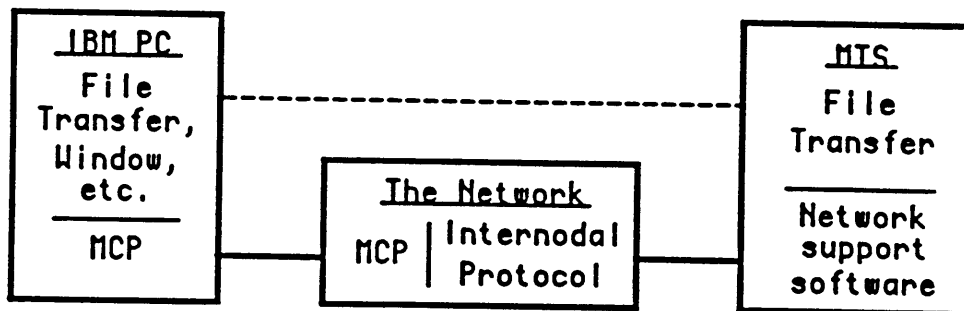 IBM PC
File
Transfer,
Window,
etc.
MCP
The Network
MCP
Internodal
Protocol
MTS
File
Transfer
Network
support
software